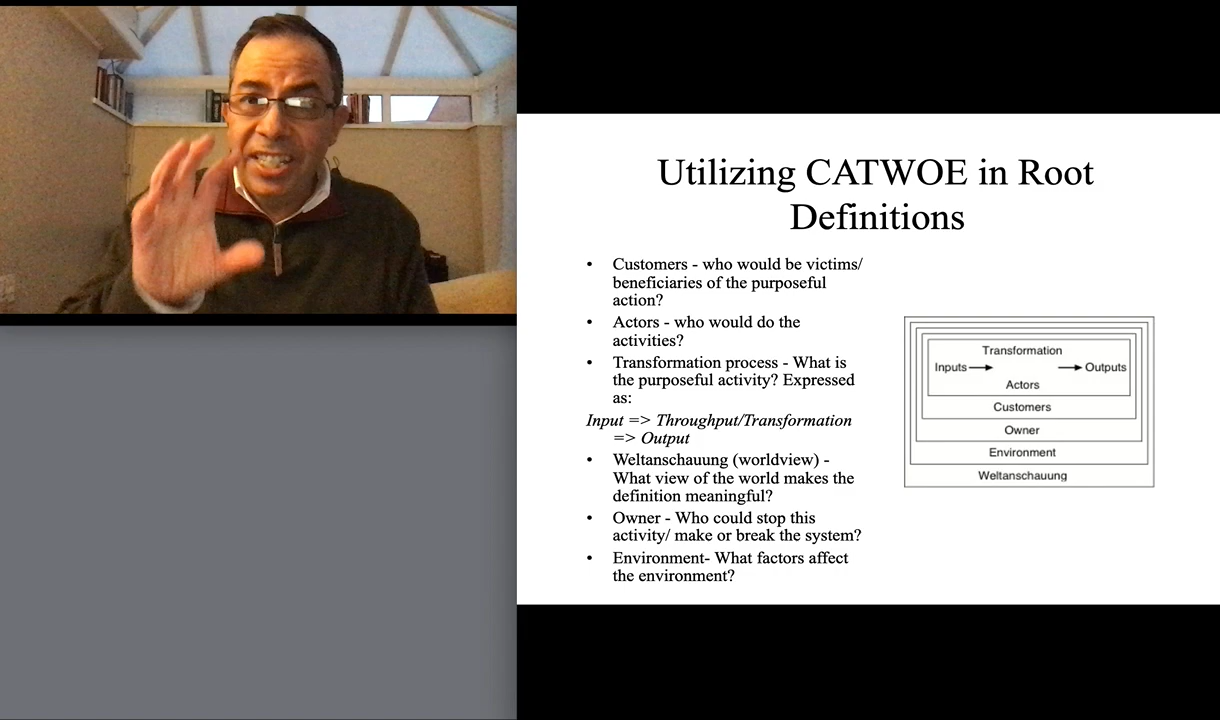 Utilizing CATWOE in Root
Definitions
• Customers - who would be victims/
beneficiaries of the purposeful
action?
• Actors - who would do the
activities?
• Transformation process - What is
the purposeful activity? Expressed
as:
Input => Throughput/Transformation
=> Output
• Weltanschauung (worldview) -
What view of the world makes the
definition meaningful?
• Owner - Who could stop this
activity/ make or break the system?
• Environment- What factors affect
the environment?
Transformation
Inputs → → Outputs
Actors
Customers
Owner
Environment
Weltanschauung